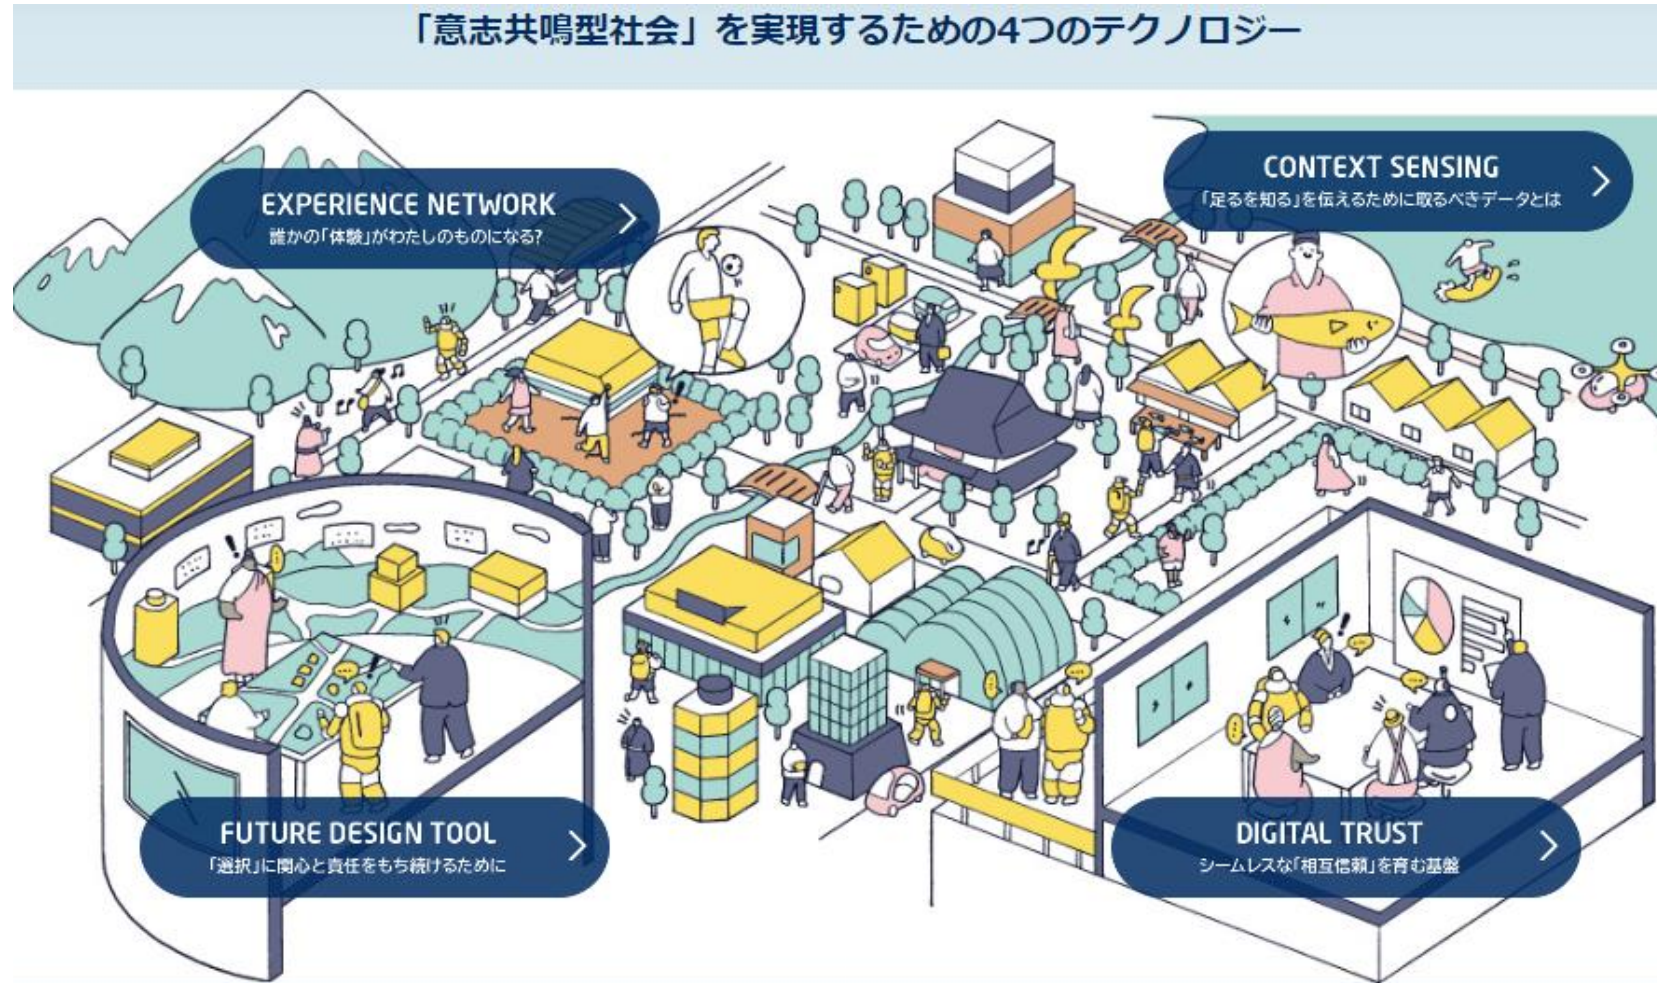 「意志共鳴型社会」を実現するための4つのテクノロジー
EXPERIENCE NETWORK
誰かの「体験」がわたしのものになる?
CONTEXT SENSING
「足るを知る」を伝えるために取るべきデータとは
FUTURE DESIGN TOOL
「選択」に関心と責任をもち続けるために
DIGITAL TRUST
シームレスな「相互信頼」を育む基盤